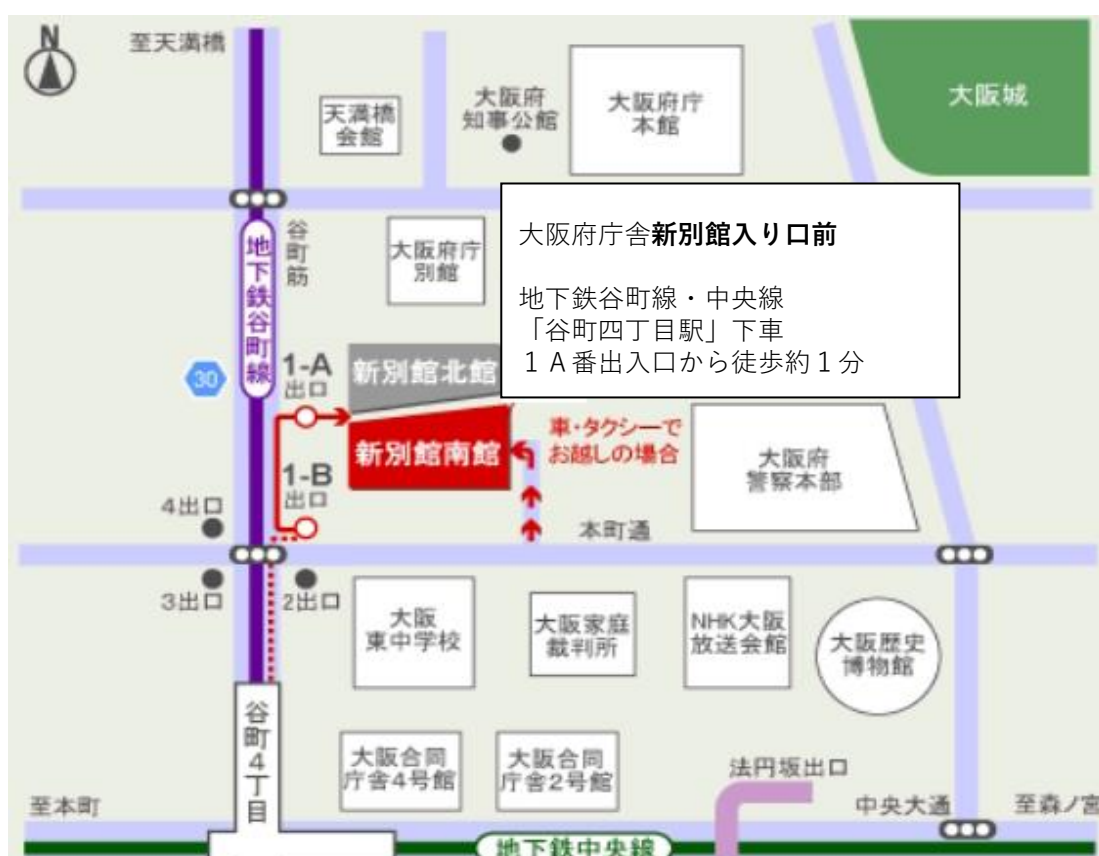 N
至天満橋
天満橋
会館
大阪府
知事公館
大阪府庁
本館
大阪城
谷町筋
地下鉄谷町線
大阪府庁
別館
大阪府庁舎新別館入り口前
地下鉄谷町線・中央線
「谷町四丁目駅」下車
１Ａ番出入口から徒歩約１分
30
1-A
出口
新別館北館
新別館南館
車・タクシーで
お越しの場合
大阪府
警察本部
1-B
出口
4出口
本町通
3出口
2出口
大阪
東中学校
大阪家庭
裁判所
NHK大阪
放送会館
大阪歴史
博物館
谷町4丁目
大阪合同
庁舎4号館
大阪合同
庁舎2号館
法円坂出口
至本町
中央大通
至森ノ宮
地下鉄中央線